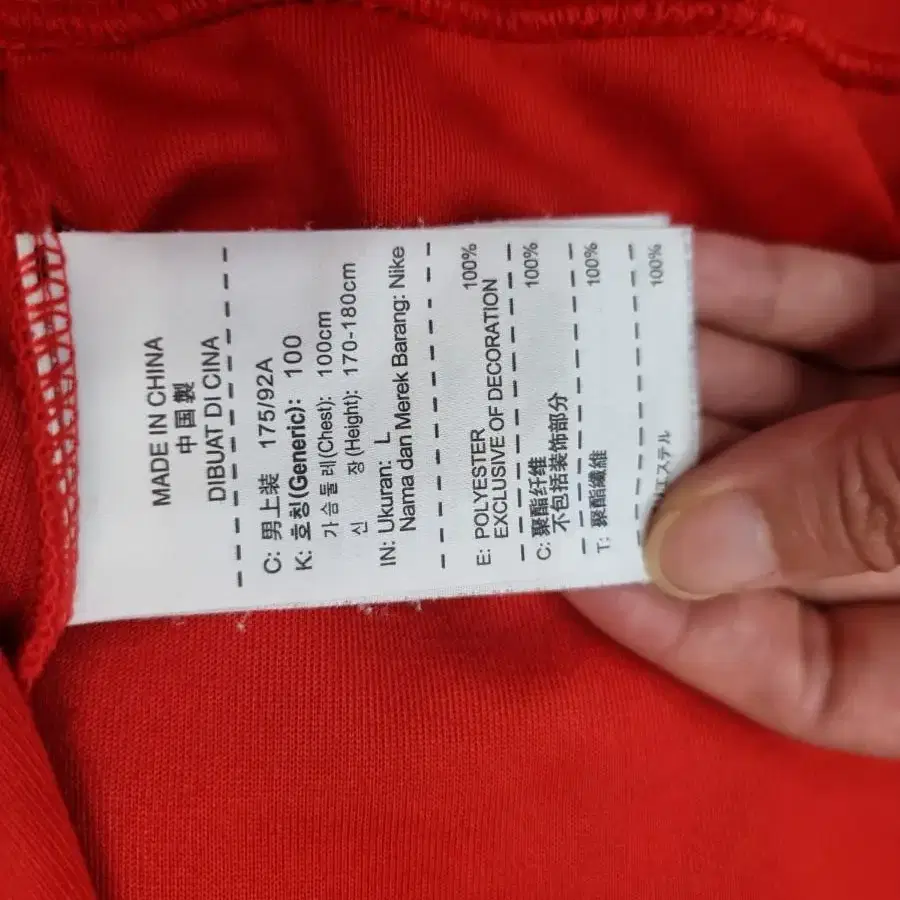 MADE IN CHINA
中国製
DIBUAT DI CINA
C: 男上装 175/92A
K: 호칭(Generic): 100
가슴둘레(Chest): 100cm
신 장(Height): 170-180cm
IN: Ukuran: L
Nama dan Merek Barang: Nike
E: POLYESTER 100%
EXCLUSIVE OF DECORATION
C: 聚酯纤维 100%
不包括装饰部分
T: 聚酯纖維 100%
エステル 100%